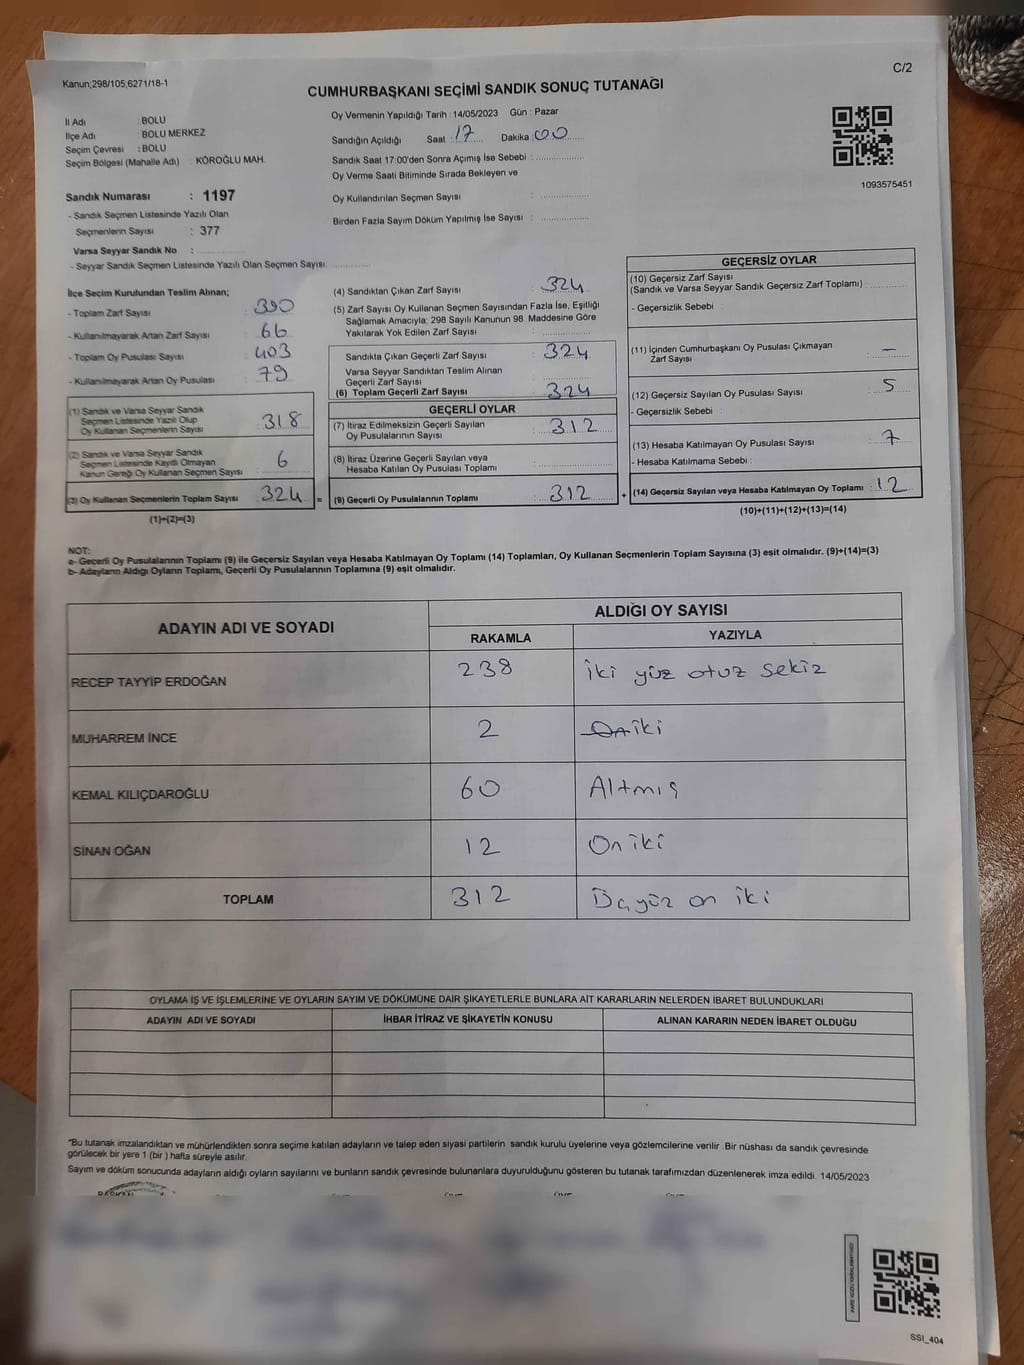 Kanun;298/105;6271/18-1
C/2
CUMHURBAŞKANI SEÇİMİ SANDIK SONUÇ TUTANAĞI
İl Adı : BOLU
İlçe Adı : BOLU MERKEZ
Seçim Çevresi : BOLU
Seçim Bölgesi (Mahalle Adı) : KÖROĞLU MAH.
Sandık Numarası : 1197
- Sandık Seçmen Listesinde Yazılı Olan
Seçmenlerin Sayısı : 377
Varsa Seyyar Sandık No :
- Seyyar Sandık Seçmen Listesinde Yazılı Olan Seçmen Sayısı:
Oy Vermenin Yapıldığı Tarih : 14/05/2023 Gün : Pazar
Sandığın Açıldığı Saat : 17 Dakika : 00
Sandık Saat 17:00'den Sonra Açımış İse Sebebi :
Oy Verme Saati Bitiminde Sırada Bekleyen ve
Oy Kullandırılan Seçmen Sayısı :
Birden Fazla Sayım Döküm Yapılmış İse Sayısı :
1093575451
İlçe Seçim Kurulundan Teslim Alınan;
- Toplam Zarf Sayısı : 390
- Kullanılmayarak Artan Zarf Sayısı : 66
- Toplam Oy Pusulası Sayısı : 403
- Kullanılmayarak Artan Oy Pusulası : 79
(1) Sandık ve Varsa Seyyar Sandık
Seçmen Listesinde Yazılı Olup
Oy Kullanan Seçmenlerin Sayısı : 318
(2) Sandık ve Varsa Seyyar Sandık
Seçmen Listesinde Kayıtlı Olmayan
Kanun Gereği Oy Kullanan Seçmen Sayısı : 6
(3) Oy Kullanan Seçmenlerin Toplam Sayısı : 324 =
(1)+(2)=(3)
(4) Sandıktan Çıkan Zarf Sayısı : 324
(5) Zarf Sayısı Oy Kullanan Seçmen Sayısından Fazla İse, Eşitliği
Sağlamak Amacıyla; 298 Sayılı Kanunun 98. Maddesine Göre
Yakılarak Yok Edilen Zarf Sayısı :
Sandıkta Çıkan Geçerli Zarf Sayısı : 324
Varsa Seyyar Sandıktan Teslim Alınan
Geçerli Zarf Sayısı :
(6) Toplam Geçerli Zarf Sayısı : 324
GEÇERLİ OYLAR
(7) İtiraz Edilmeksizin Geçerli Sayılan
Oy Pusulalarının Sayısı : 312
(8) İtiraz Üzerine Geçerli Sayılan veya
Hesaba Katılan Oy Pusulası Toplamı :
(9) Geçerli Oy Pusulalarının Toplamı : 312 +
GEÇERSİZ OYLAR
(10) Geçersiz Zarf Sayısı
(Sandık ve Varsa Seyyar Sandık Geçersiz Zarf Toplamı) :
- Geçersizlik Sebebi :
(11) İçinden Cumhurbaşkanı Oy Pusulası Çıkmayan
Zarf Sayısı : —
(12) Geçersiz Sayılan Oy Pusulası Sayısı : 5
- Geçersizlik Sebebi :
(13) Hesaba Katılmayan Oy Pusulası Sayısı : 7
- Hesaba Katılmama Sebebi :
(14) Geçersiz Sayılan veya Hesaba Katılmayan Oy Toplamı : 12
(10)+(11)+(12)+(13)=(14)
NOT:
a- Geçerli Oy Pusulalarının Toplamı (9) ile Geçersiz Sayılan veya Hesaba Katılmayan Oy Toplamı (14) Toplamları, Oy Kullanan Seçmenlerin Toplam Sayısına (3) eşit olmalıdır. (9)+(14)=(3)
b- Adayların Aldığı Oyların Toplamı, Geçerli Oy Pusulalarının Toplamına (9) eşit olmalıdır.
ADAYIN ADI VE SOYADI ALDIĞI OY SAYISI
RAKAMLA YAZIYLA
RECEP TAYYİP ERDOĞAN 238 iki yüz otuz sekiz
MUHARREM İNCE 2 iki
KEMAL KILIÇDAROĞLU 60 Altmış
SİNAN OĞAN 12 On iki
TOPLAM 312 on iki
OYLAMA İŞ VE İŞLEMLERİNE VE OYLARIN SAYIM VE DÖKÜMÜNE DAİR ŞİKAYETLERLE BUNLARA AİT KARARLARIN NELERDEN İBARET BULUNDUKLARI
ADAYIN ADI VE SOYADI İHBAR İTİRAZ VE ŞİKAYETİN KONUSU ALINAN KARARIN NEDEN İBARET OLDUĞU
"Bu tutanak imzalandıktan ve mühürlendikten sonra seçime katılan adayların ve talep eden siyasi partilerin sandık kurulu üyelerine veya gözlemcilerine verilir. Bir nüshası da sandık çevresinde
görülecek bir yere 1 (bir) hafta süreyle asılır.
Sayım ve döküm sonucunda adayların aldığı oyların sayılarını ve bunların sandık çevresinde bulunanlara duyurulduğunu gösteren bu tutanak tarafımızdan düzenlenerek imza edildi. 14/05/2023
SSI_404